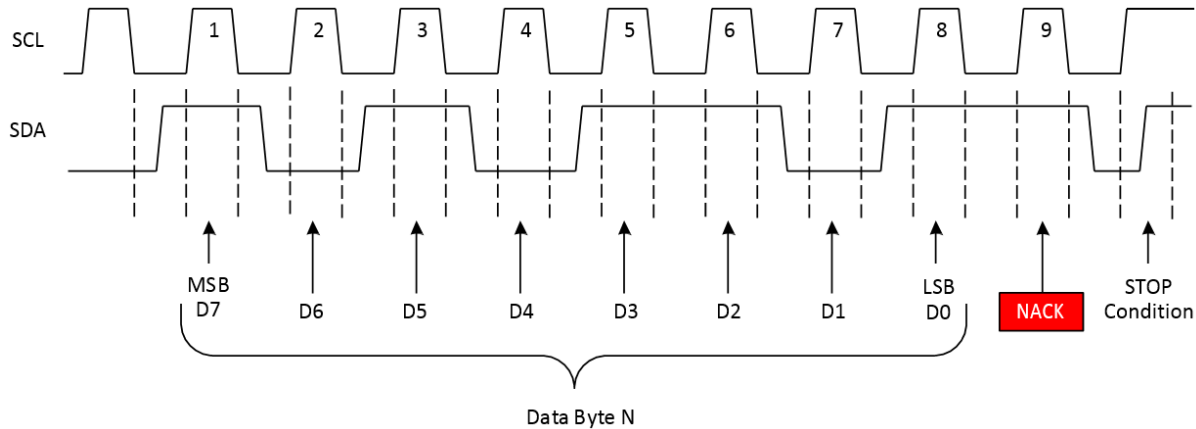 SCL
1 2 3 4 5 6 7 8 9
SDA
MSB LSB STOP
D7 D6 D5 D4 D3 D2 D1 D0 NACK Condition
Data Byte N